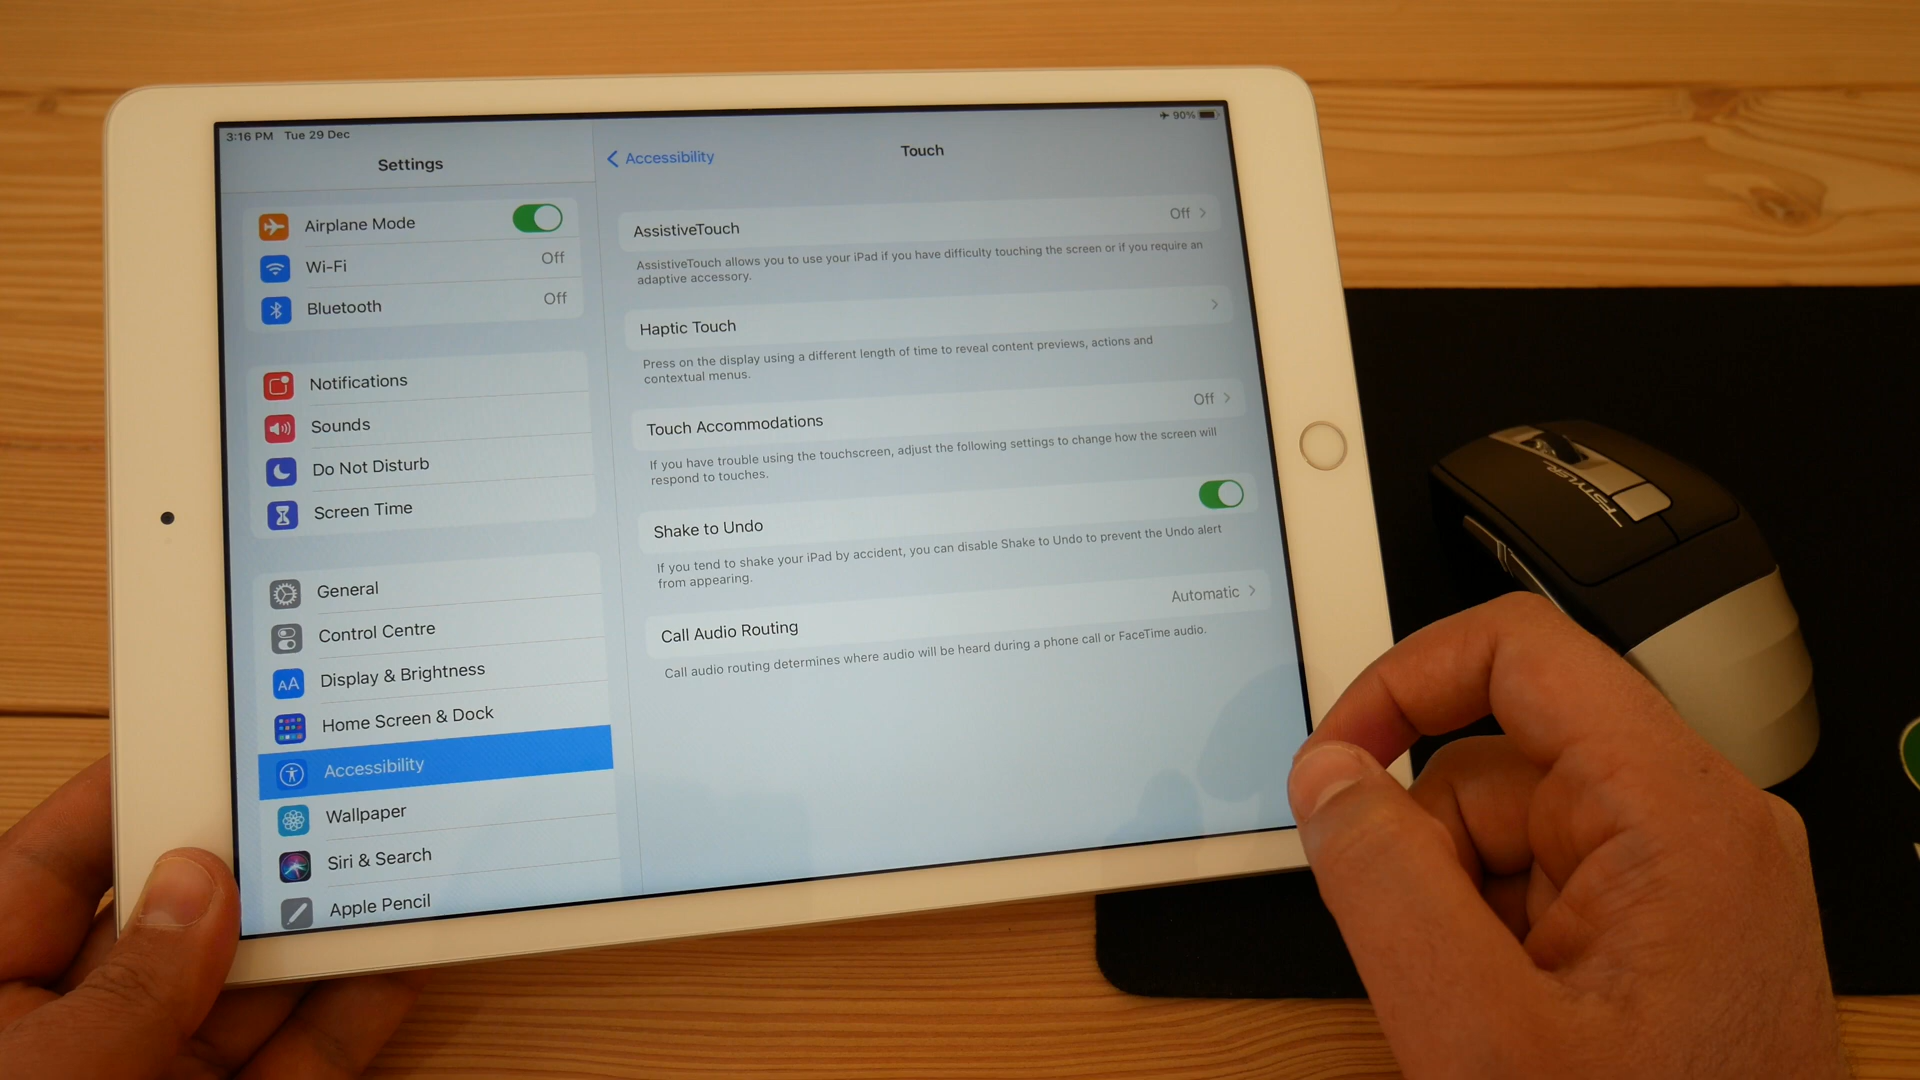 3:16 PM Tue 29 Dec
90%
Settings
Airplane Mode
Wi-Fi Off
Bluetooth Off
Notifications
Sounds
Do Not Disturb
Screen Time
General
Control Centre
AA Display & Brightness
Home Screen & Dock
Accessibility
Wallpaper
Siri & Search
Apple Pencil
Accessibility
Touch
AssistiveTouch Off
AssistiveTouch allows you to use your iPad if you have difficulty touching the screen or if you require an
adaptive accessory.
Haptic Touch
Press on the display using a different length of time to reveal content previews, actions and
contextual menus.
Touch Accommodations Off
If you have trouble using the touchscreen, adjust the following settings to change how the screen will
respond to touches.
Shake to Undo
If you tend to shake your iPad by accident, you can disable Shake to Undo to prevent the Undo alert
from appearing.
Call Audio Routing Automatic
Call audio routing determines where audio will be heard during a phone call or FaceTime audio.